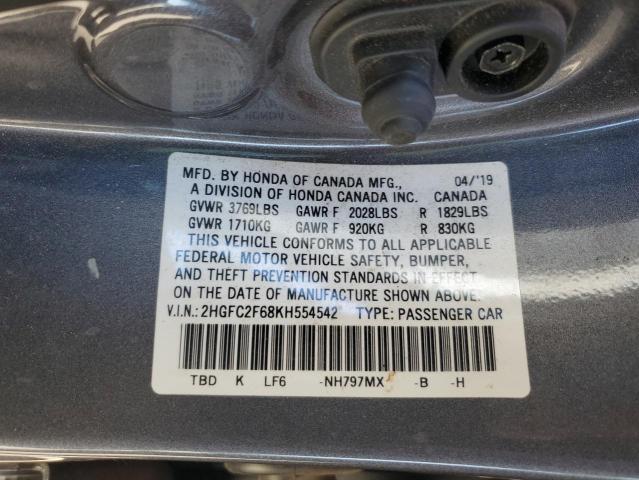 MFD. BY HONDA OF CANADA MFG., 04/'19
A DIVISION OF HONDA CANADA INC. CANADA
GVWR 3769LBS GAWR F 2028LBS R 1829LBS
GVWR 1710KG GAWR F 920KG R 830KG
THIS VEHICLE CONFORMS TO ALL APPLICABLE
FEDERAL MOTOR VEHICLE SAFETY, BUMPER,
AND THEFT PREVENTION STANDARDS IN EFFECT
ON THE DATE OF MANUFACTURE SHOWN ABOVE.
V.I.N.: 2HGFC2F68KH554542 TYPE: PASSENGER CAR
TBD K LF6 -NH797MX -B -H